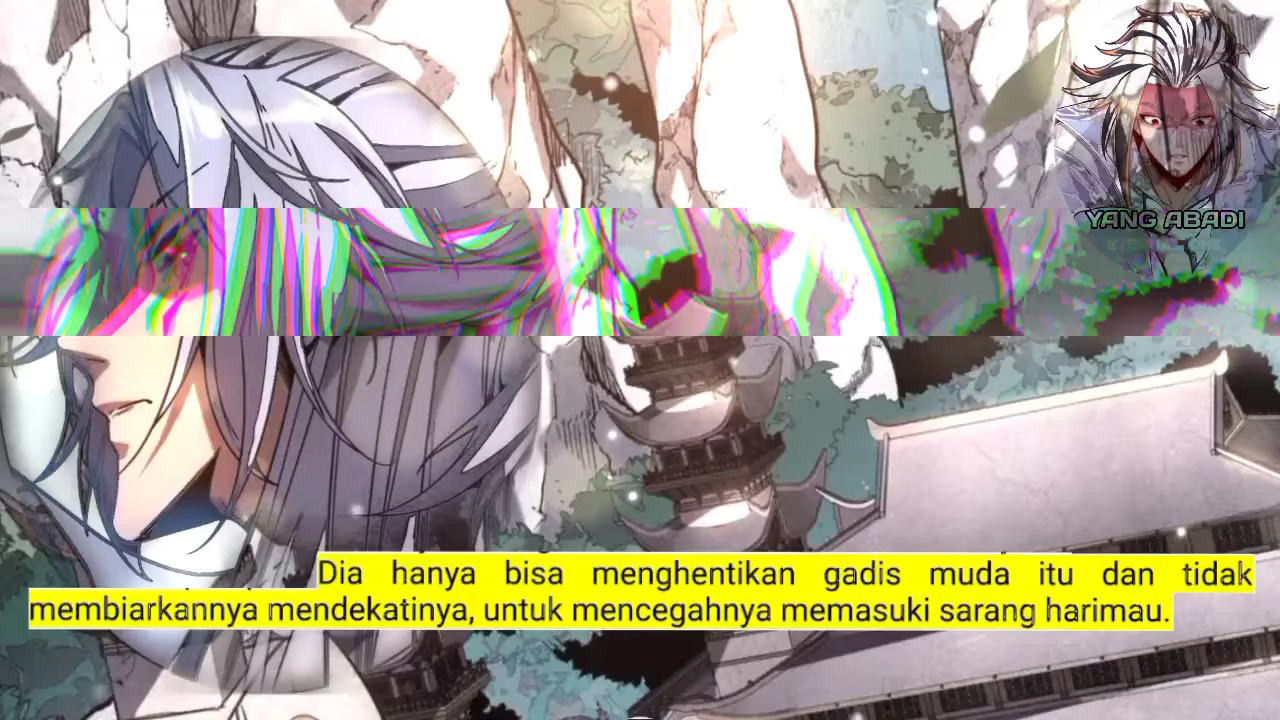 YANG ABADI
Dia hanya bisa menghentikan gadis muda itu dan tidak
membiarkannya mendekatinya, untuk mencegahnya memasuki sarang harimau.